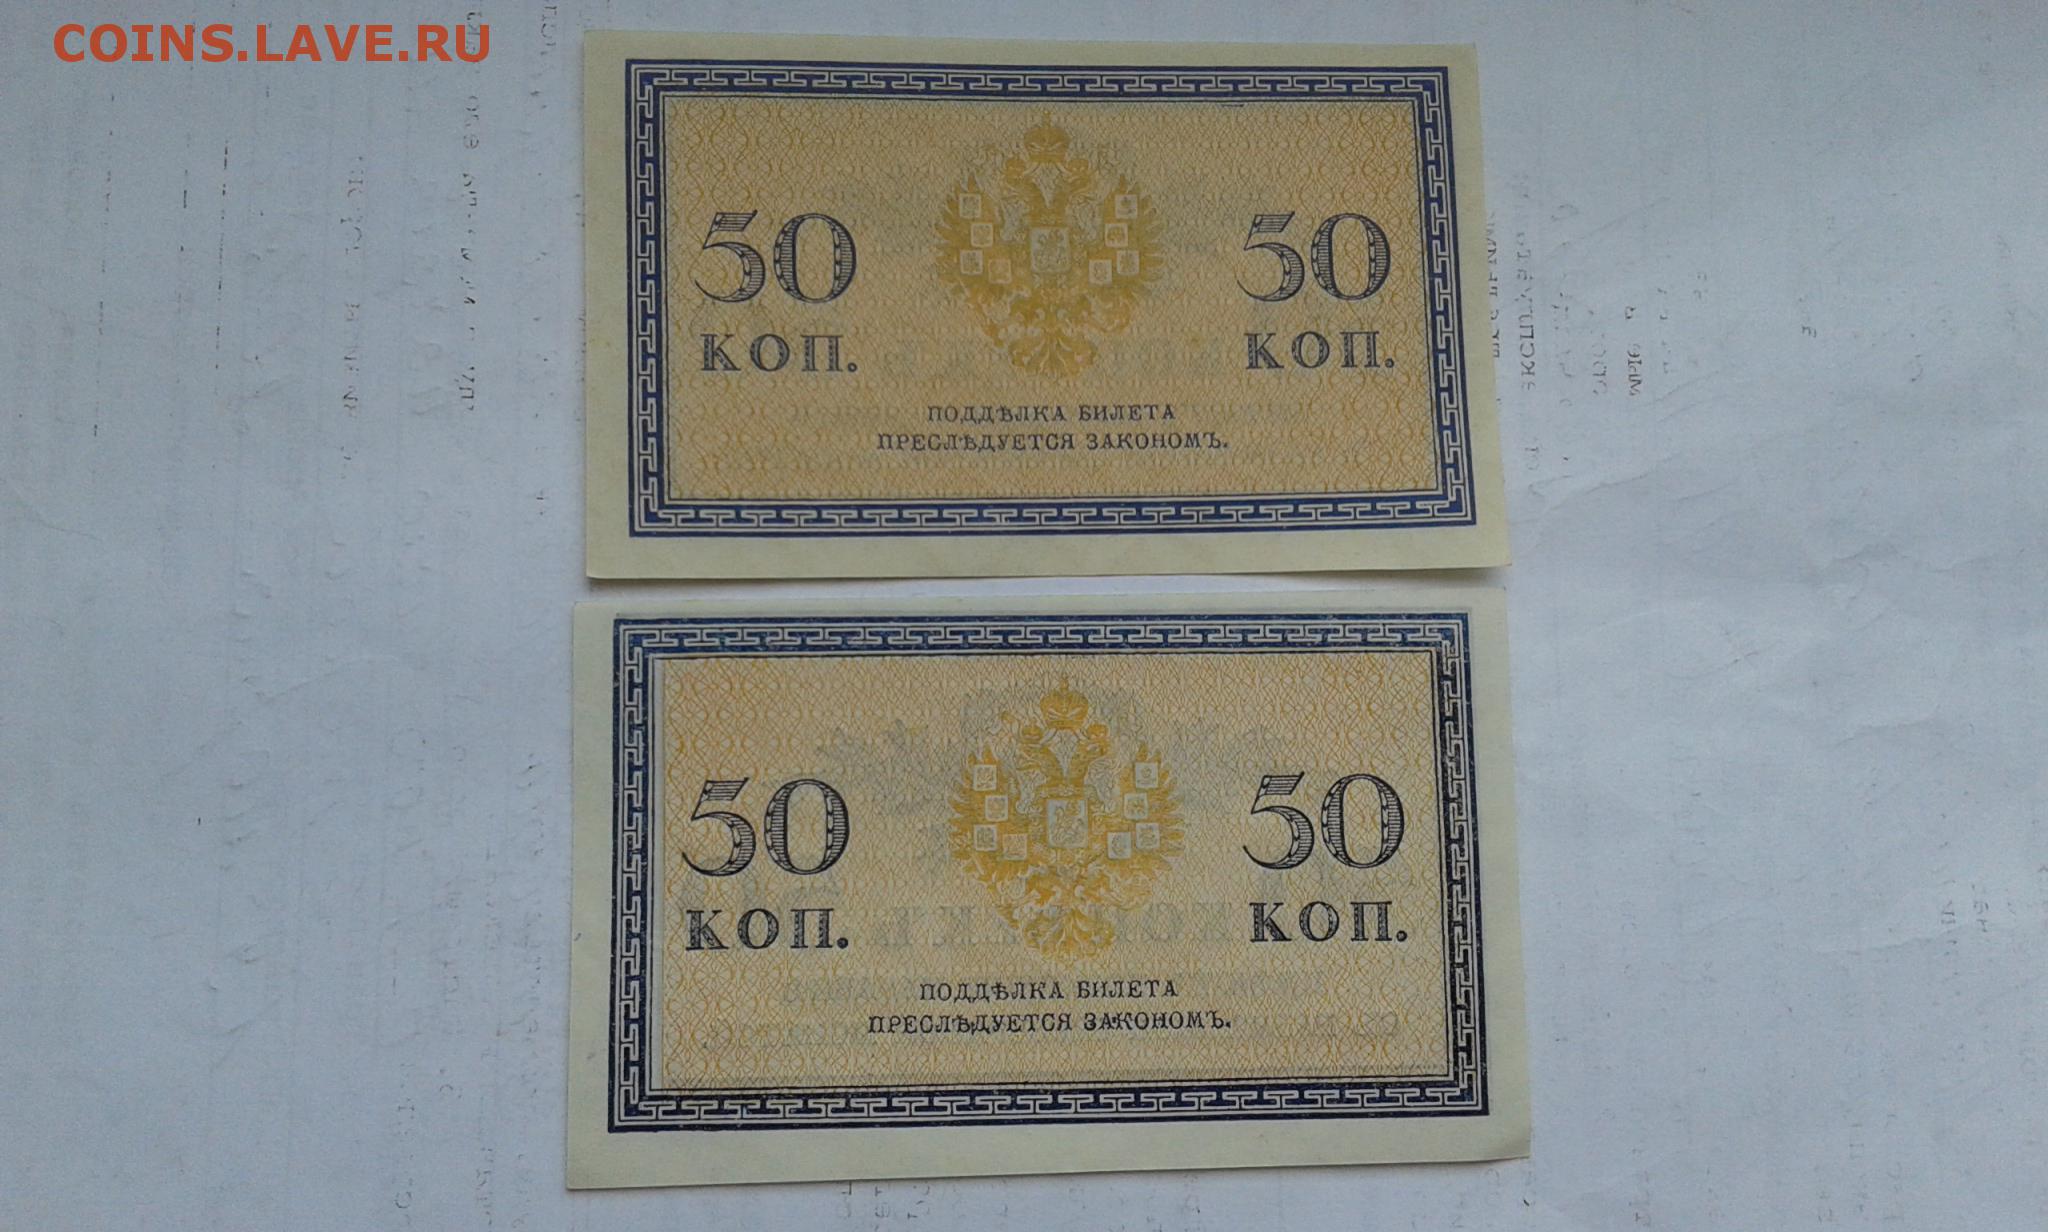 COINS.LAVE.RU
50 50
КОП. КОП.
ПОДДѢЛКА БИЛЕТА
ПРЕСЛѢДУЕТСЯ ЗАКОНОМЪ.
50 50
КОП. КОП.
ПОДДѢЛКА БИЛЕТА
ПРЕСЛѢДУЕТСЯ ЗАКОНОМЪ.